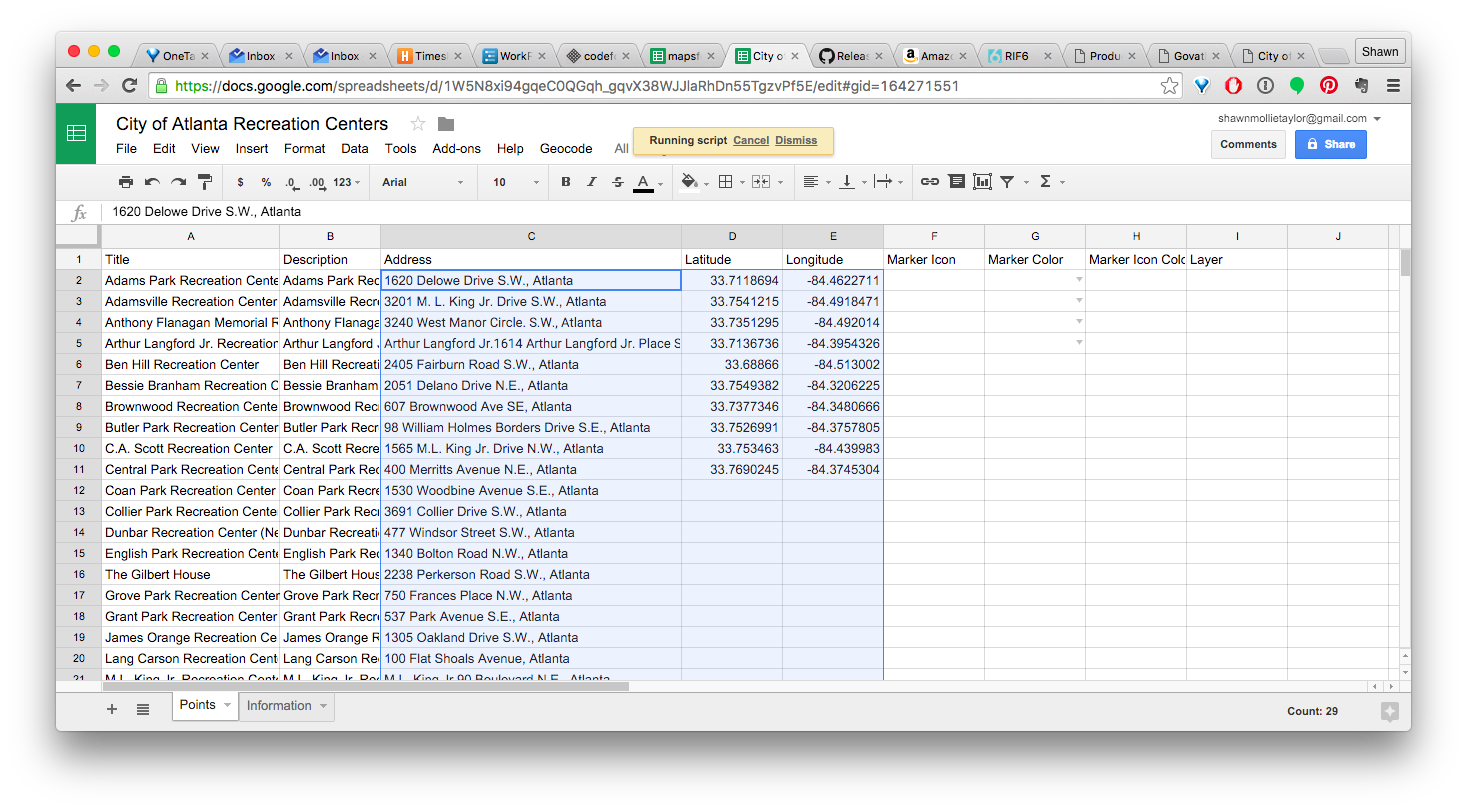 OneTa Inbox Inbox Times WorkF codefo mapsf City of Releas Amazo RIF6 Produ Govat City of Shawn
https://docs.google.com/spreadsheets/d/1W5N8xi94gqeC0QGqh_gqvX38WJJlaRhDn55TgzvPf5E/edit#gid=164271551
City of Atlanta Recreation Centers
shawnmollietaylor@gmail.com
File Edit View Insert Format Data Tools Add-ons Help Geocode All
Running script Cancel Dismiss
Comments Share
$ % .0 .00 123 Arial 10 B I S A Σ
fx 1620 Delowe Drive S.W., Atlanta
A B C D E F G H I J
1 Title Description Address Latitude Longitude Marker Icon Marker Color Marker Icon Colo Layer
2 Adams Park Recreation Cente Adams Park Rec 1620 Delowe Drive S.W., Atlanta 33.7118694 -84.4622711
3 Adamsville Recreation Center Adamsville Recre 3201 M. L. King Jr. Drive S.W., Atlanta 33.7541215 -84.4918471
4 Anthony Flanagan Memorial R Anthony Flanaga 3240 West Manor Circle. S.W., Atlanta 33.7351295 -84.492014
5 Arthur Langford Jr. Recreation Arthur Langford Arthur Langford Jr.1614 Arthur Langford Jr. Place S 33.7136736 -84.3954326
6 Ben Hill Recreation Center Ben Hill Recreati 2405 Fairburn Road S.W., Atlanta 33.68866 -84.513002
7 Bessie Branham Recreation C Bessie Branham 2051 Delano Drive N.E., Atlanta 33.7549382 -84.3206225
8 Brownwood Recreation Cente Brownwood Recr 607 Brownwood Ave SE, Atlanta 33.7377346 -84.3480666
9 Butler Park Recreation Center Butler Park Recr 98 William Holmes Borders Drive S.E., Atlanta 33.7526991 -84.3757805
10 C.A. Scott Recreation Center C.A. Scott Recre 1565 M.L. King Jr. Drive N.W., Atlanta 33.753463 -84.439983
11 Central Park Recreation Cente Central Park Rec 400 Merritts Avenue N.E., Atlanta 33.7690245 -84.3745304
12 Coan Park Recreation Center Coan Park Recre 1530 Woodbine Avenue S.E., Atlanta
13 Collier Park Recreation Cente Collier Park Rec 3691 Collier Drive S.W., Atlanta
14 Dunbar Recreation Center (Ne Dunbar Recreati 477 Windsor Street S.W., Atlanta
15 English Park Recreation Cente English Park Rec 1340 Bolton Road N.W., Atlanta
16 The Gilbert House The Gilbert Hous 2238 Perkerson Road S.W., Atlanta
17 Grove Park Recreation Center Grove Park Recr 750 Frances Place N.W., Atlanta
18 Grant Park Recreation Center Grant Park Recre 537 Park Avenue S.E., Atlanta
19 James Orange Recreation Ce James Orange R 1305 Oakland Drive S.W., Atlanta
20 Lang Carson Recreation Cent Lang Carson Re 100 Flat Shoals Avenue, Atlanta
21 M.L. King Jr. Recreation Cent M.L. King Jr. Re M.L. King Jr.90 Boulevard N.E., Atlanta
Points Information Count: 29